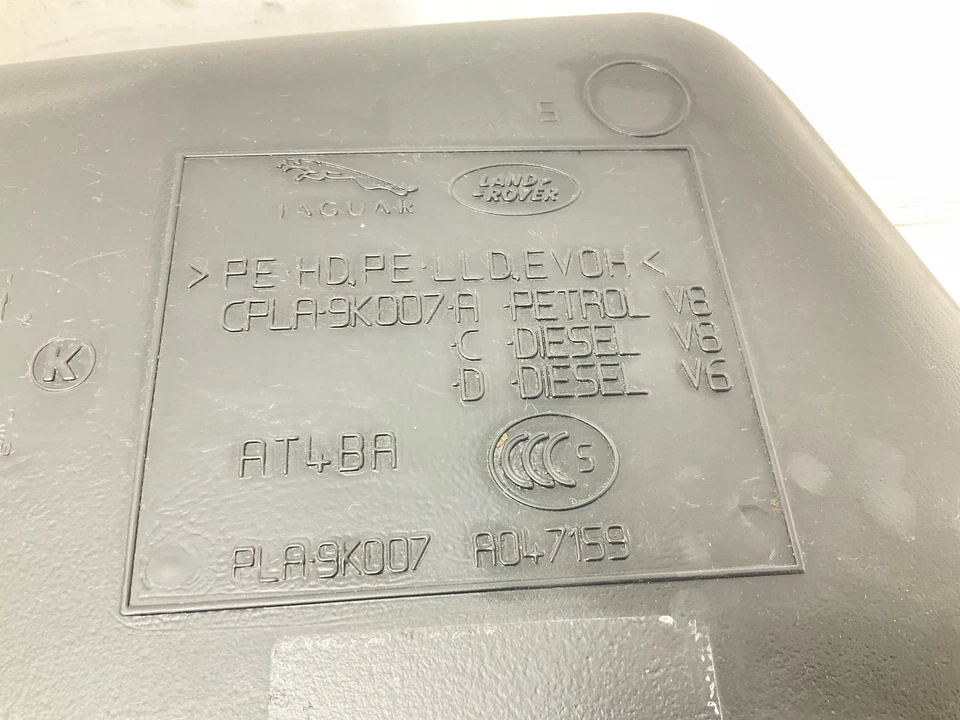 S
JAGUAR LAND ROVER
>PE-HD,PE-LLD,EVOH<
CPLA-9K007-A -PETROL V8
-C -DIESEL V8
-D -DIESEL V6
K
AT4BA CCC S
PLA-9K007 A047159